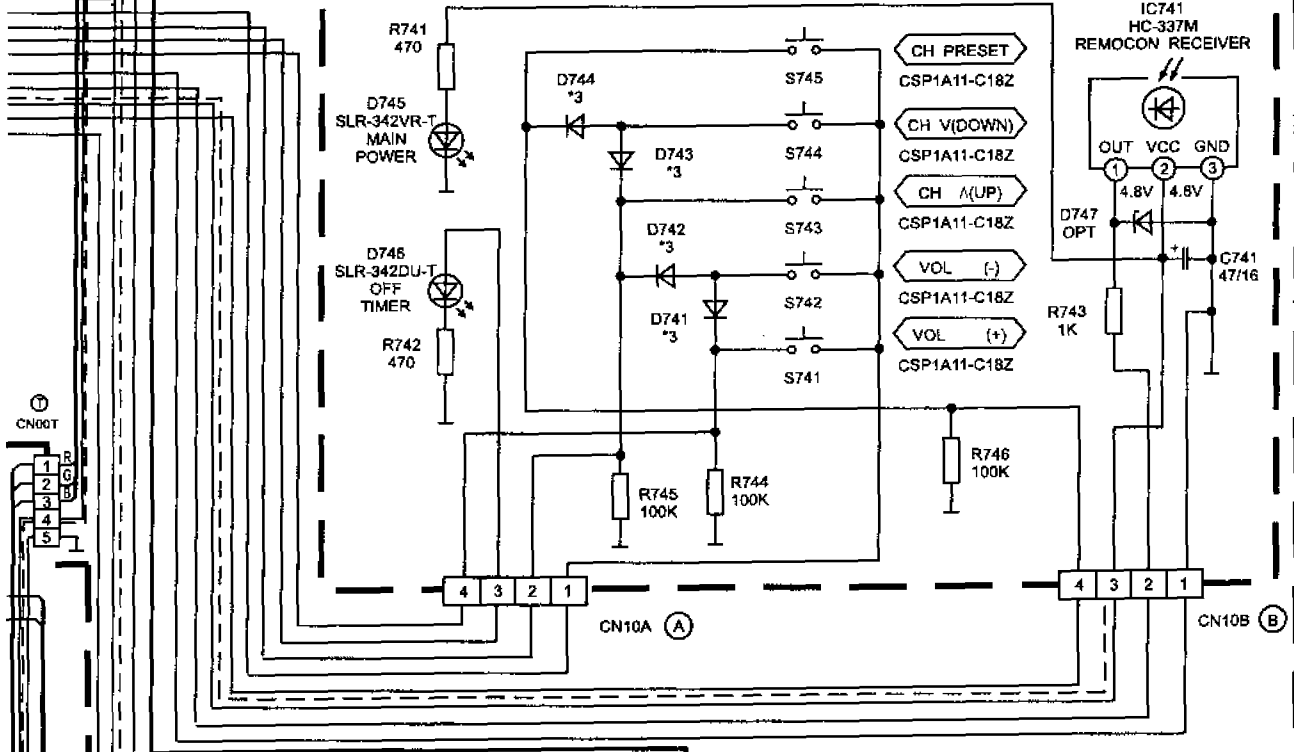 R741
470
D745
SLR-342VR-T
MAIN
POWER
D746
SLR-342DU-T
OFF
TIMER
R742
470
D744
*3
D743
*3
D742
*3
D741
*3
S745
S744
S743
S742
S741
CH PRESET
CSP1A11-C18Z
CH V(DOWN)
CSP1A11-C18Z
CH Λ(UP)
CSP1A11-C18Z
VOL (-)
CSP1A11-C18Z
VOL (+)
CSP1A11-C18Z
IC741
HC-337M
REMOCON RECEIVER
OUT VCC GND
1 2 3
4.8V 4.8V
D747
OPT
+
C741
47/16
R743
1K
R745
100K
R744
100K
R746
100K
T
CN00T
1 R
2 G
3 B
4
5
4 3 2 1
CN10A A
4 3 2 1
CN10B B